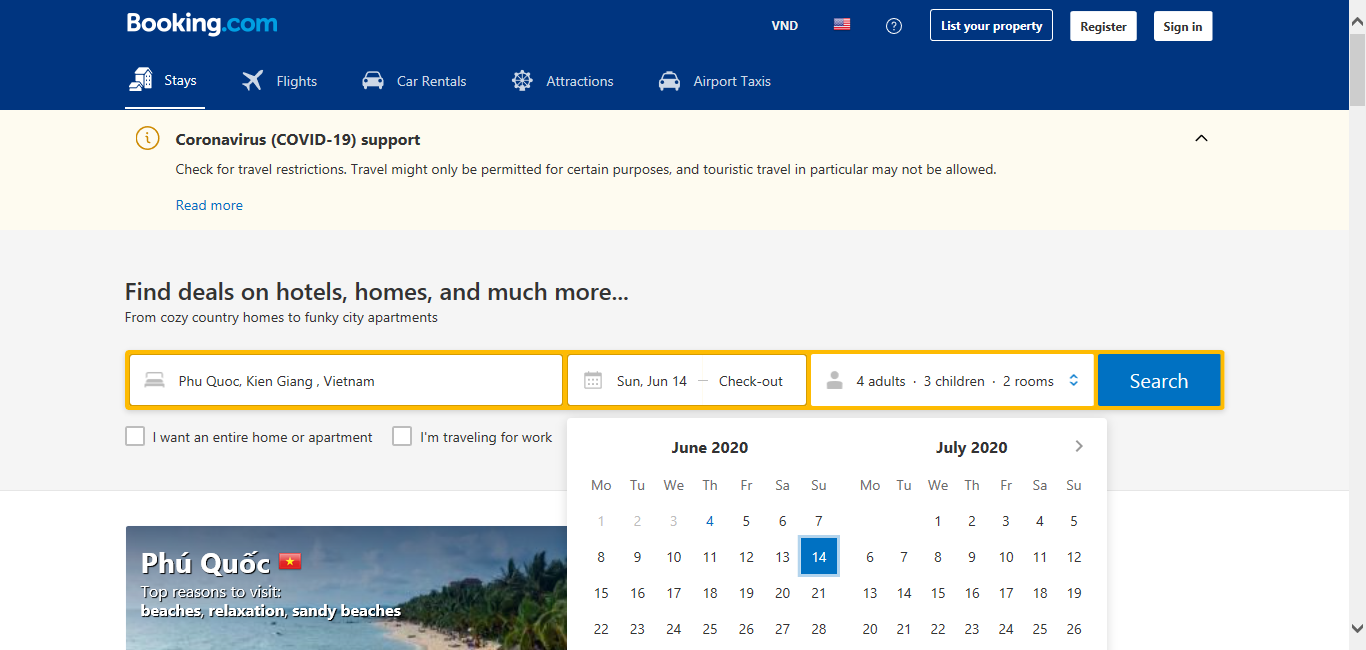 Booking.com
VND
List your property
Register
Sign in
Stays
Flights
Car Rentals
Attractions
Airport Taxis
Coronavirus (COVID-19) support
Check for travel restrictions. Travel might only be permitted for certain purposes, and touristic travel in particular may not be allowed.
Read more
Find deals on hotels, homes, and much more...
From cozy country homes to funky city apartments
Phu Quoc, Kien Giang , Vietnam
Sun, Jun 14 — Check-out
4 adults · 3 children · 2 rooms
Search
I want an entire home or apartment
I'm traveling for work
June 2020
Mo Tu We Th Fr Sa Su
1 2 3 4 5 6 7
8 9 10 11 12 13 14
15 16 17 18 19 20 21
22 23 24 25 26 27 28
July 2020
Mo Tu We Th Fr Sa Su
1 2 3 4 5
6 7 8 9 10 11 12
13 14 15 16 17 18 19
20 21 22 23 24 25 26
Phú Quốc
Top reasons to visit:
beaches, relaxation, sandy beaches